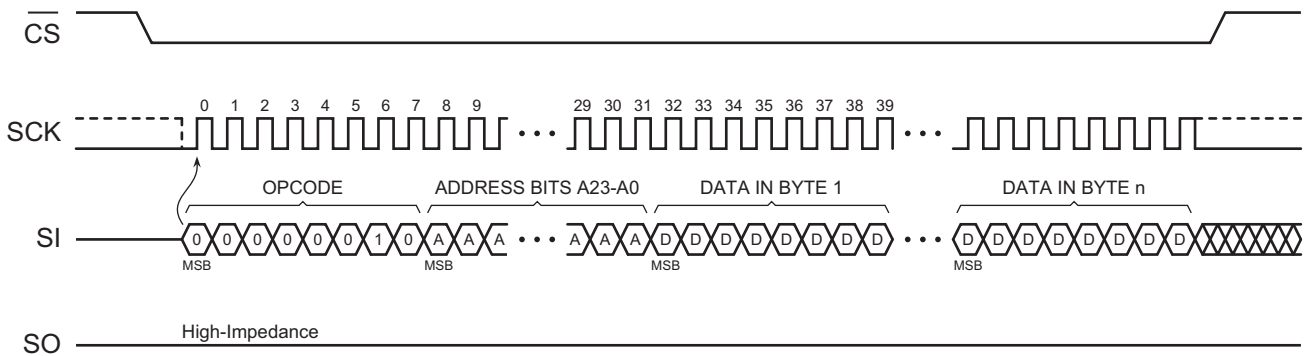 CS
SCK
0 1 2 3 4 5 6 7 8 9 29 30 31 32 33 34 35 36 37 38 39
OPCODE ADDRESS BITS A23-A0 DATA IN BYTE 1 DATA IN BYTE n
SI
0 0 0 0 0 0 1 0 A A A A A A D D D D D D D D D D D D D D D D
MSB MSB MSB MSB
High-Impedance
SO